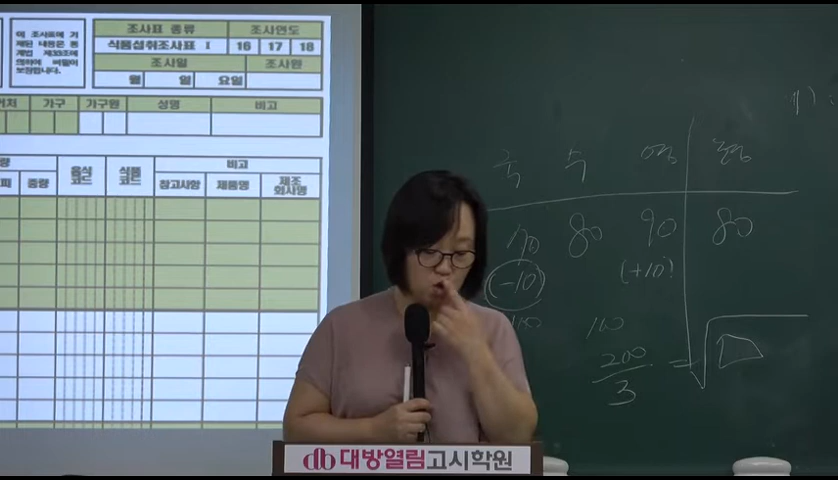 이 조사표에 기
재된 내용은 통
계법 제33조에
의하여 비밀이
보장됩니다.
조사표 종류 조사연도
식품섭취조사표 I 16 17 18
조사일 조사원
월 일 요일
거처 가구 가구원 성명 비고
량 음식
코드 식품
코드 비고
피 중량 참고사항 제품명 제조
회사명
국 수 영 평
70 80 90 80
(-10) (+10)
110
200
3 =
대방열림고시학원